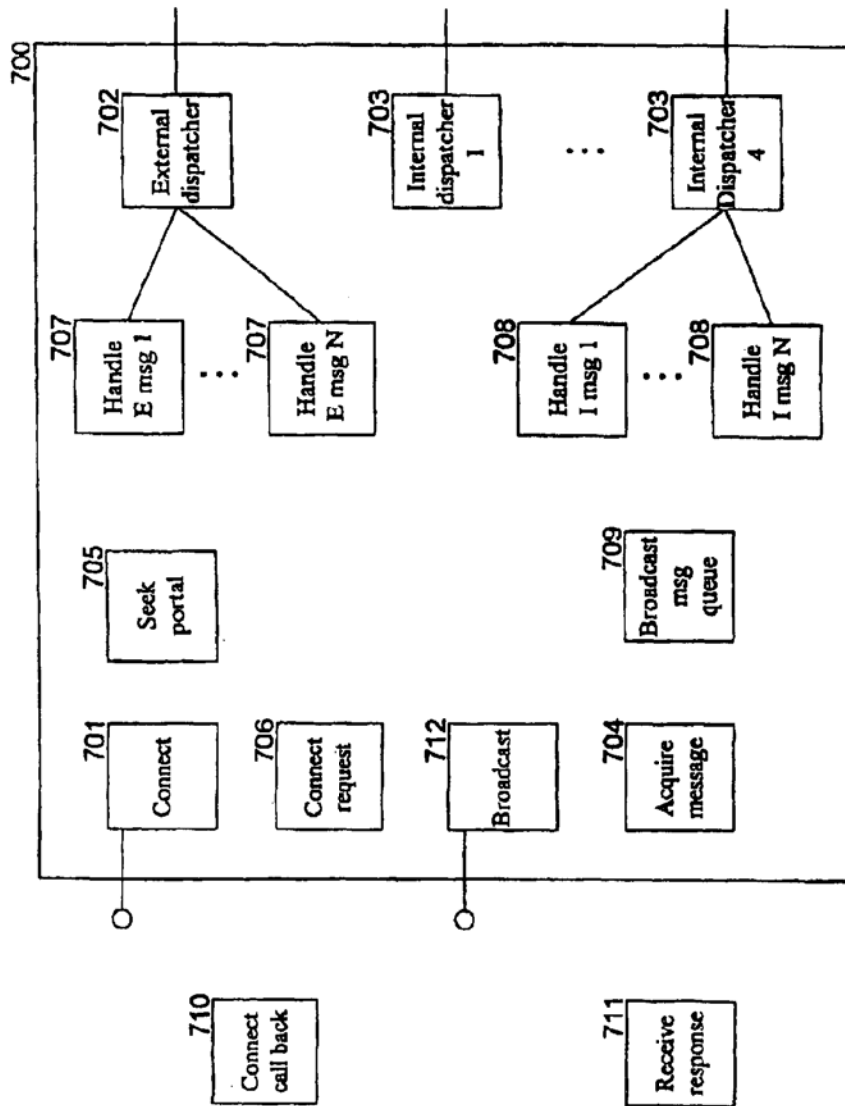 700
702
External
dispatcher
703
Internal
dispatcher
1
703
Internal
Dispatcher
4
707
Handle
E msg 1
707
Handle
E msg N
708
Handle
I msg 1
708
Handle
I msg N
705
Seek
portal
709
Broadcast
msg
queue
701
Connect
706
Connect
request
712
Broadcast
704
Acquire
message
710
Connect
call back
711
Receive
response